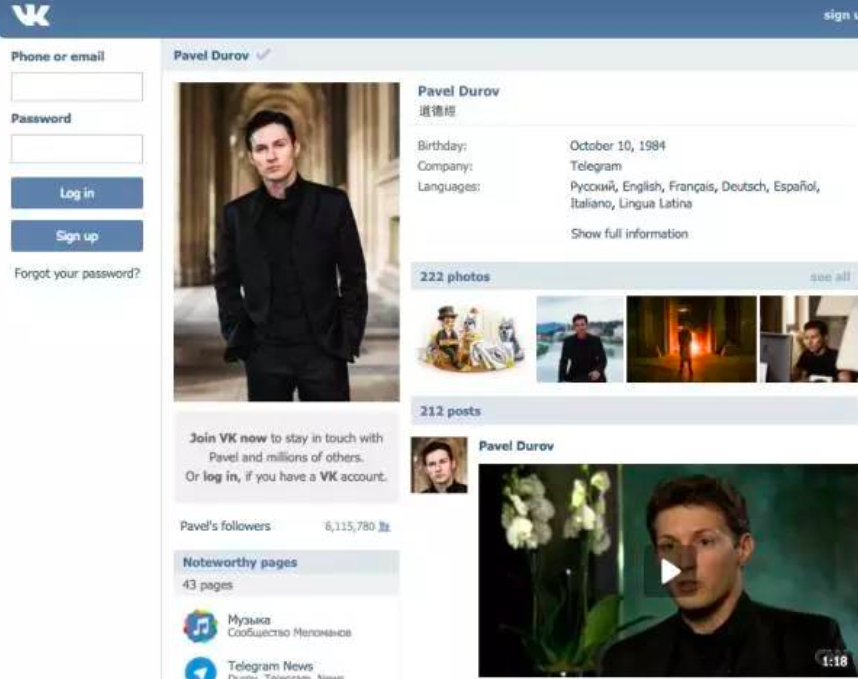 VK
sign
Phone or email
Password
Log in
Sign up
Forgot your password?
Pavel Durov
Pavel Durov
道德經
Birthday: October 10, 1984
Company: Telegram
Languages: Русский, English, Français, Deutsch, Español,
Italiano, Lingua Latina
Show full information
222 photos see all
212 posts
Pavel Durov
1:18
Join VK now to stay in touch with
Pavel and millions of others.
Or log in, if you have a VK account.
Pavel's followers 6,115,780
Noteworthy pages
43 pages
Музыка
Сообщество Меломанов
Telegram News
Durov, Telegram, News